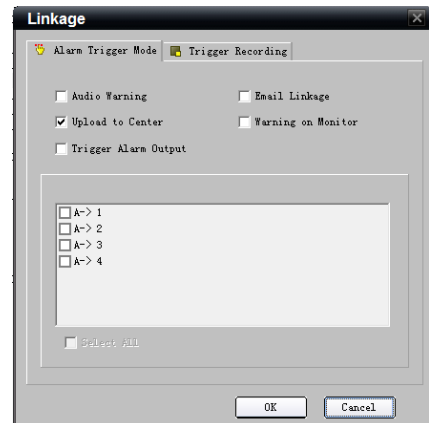 Linkage
Alarm Trigger Mode Trigger Recording
Audio Warning Email Linkage
Upload to Center Warning on Monitor
Trigger Alarm Output
A-> 1
A-> 2
A-> 3
A-> 4
Select All
OK Cancel